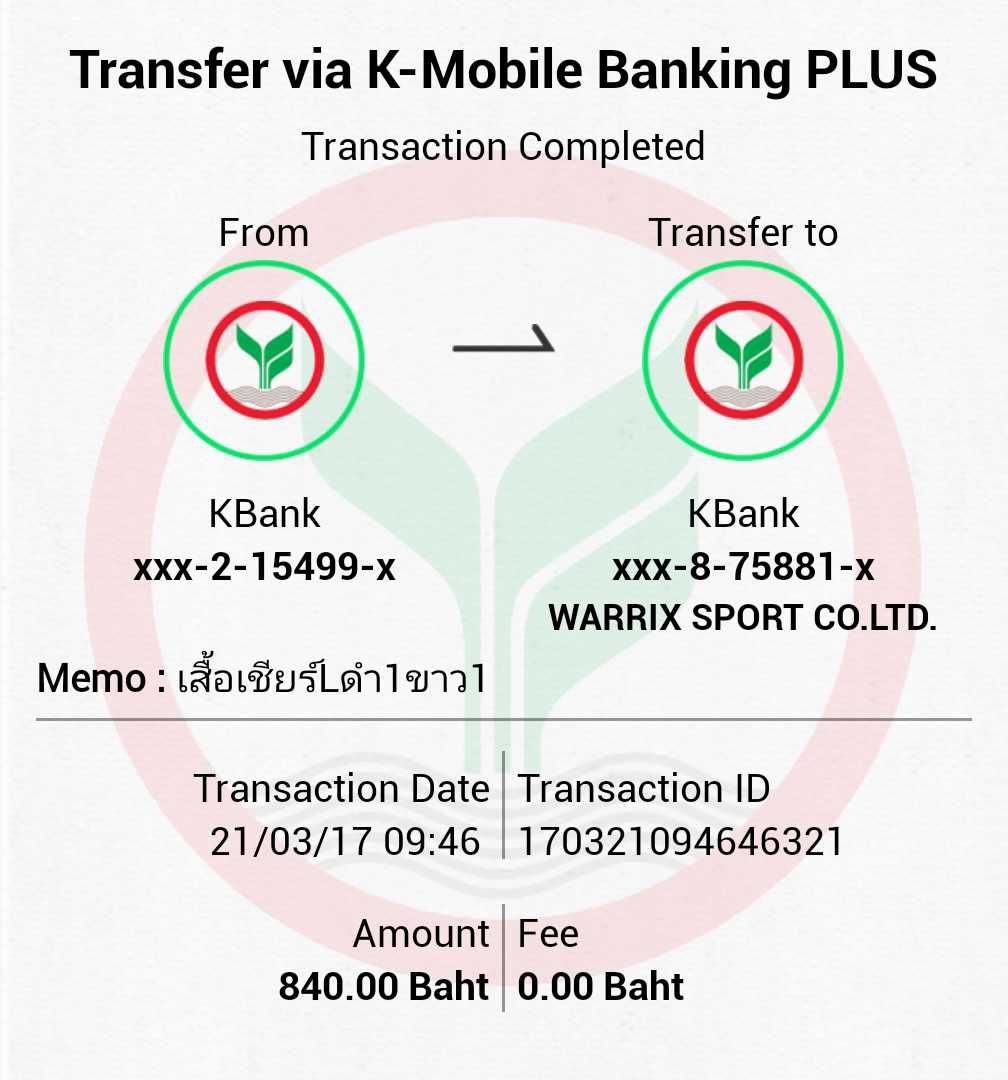 Transfer via K-Mobile Banking PLUS
Transaction Completed
From
Transfer to
KBank
xxx-2-15499-x
KBank
xxx-8-75881-x
WARRIX SPORT CO.LTD.
Memo : เสื้อเชียร์Lดำ1ขาว1
Transaction Date
21/03/17 09:46
Transaction ID
170321094646321
Amount
840.00 Baht
Fee
0.00 Baht